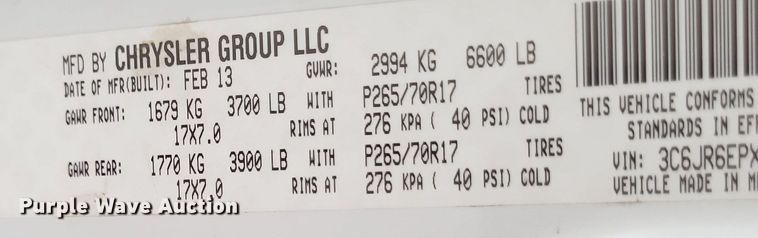 MFD BY CHRYSLER GROUP LLC
DATE OF MFR(BUILT): FEB 13 GVWR: 2994 KG 6600 LB
GAWR FRONT: 1679 KG 3700 LB WITH P265/70R17 TIRES
17X7.0 RIMS AT 276 KPA ( 40 PSI) COLD
GAWR REAR: 1770 KG 3900 LB WITH P265/70R17 TIRES
17X7.0 RIMS AT 276 KPA ( 40 PSI) COLD
THIS VEHICLE CONFORMS
STANDARDS IN EFF
VIN: 3C6JR6EPX
VEHICLE MADE IN M
Purple Wave Auction